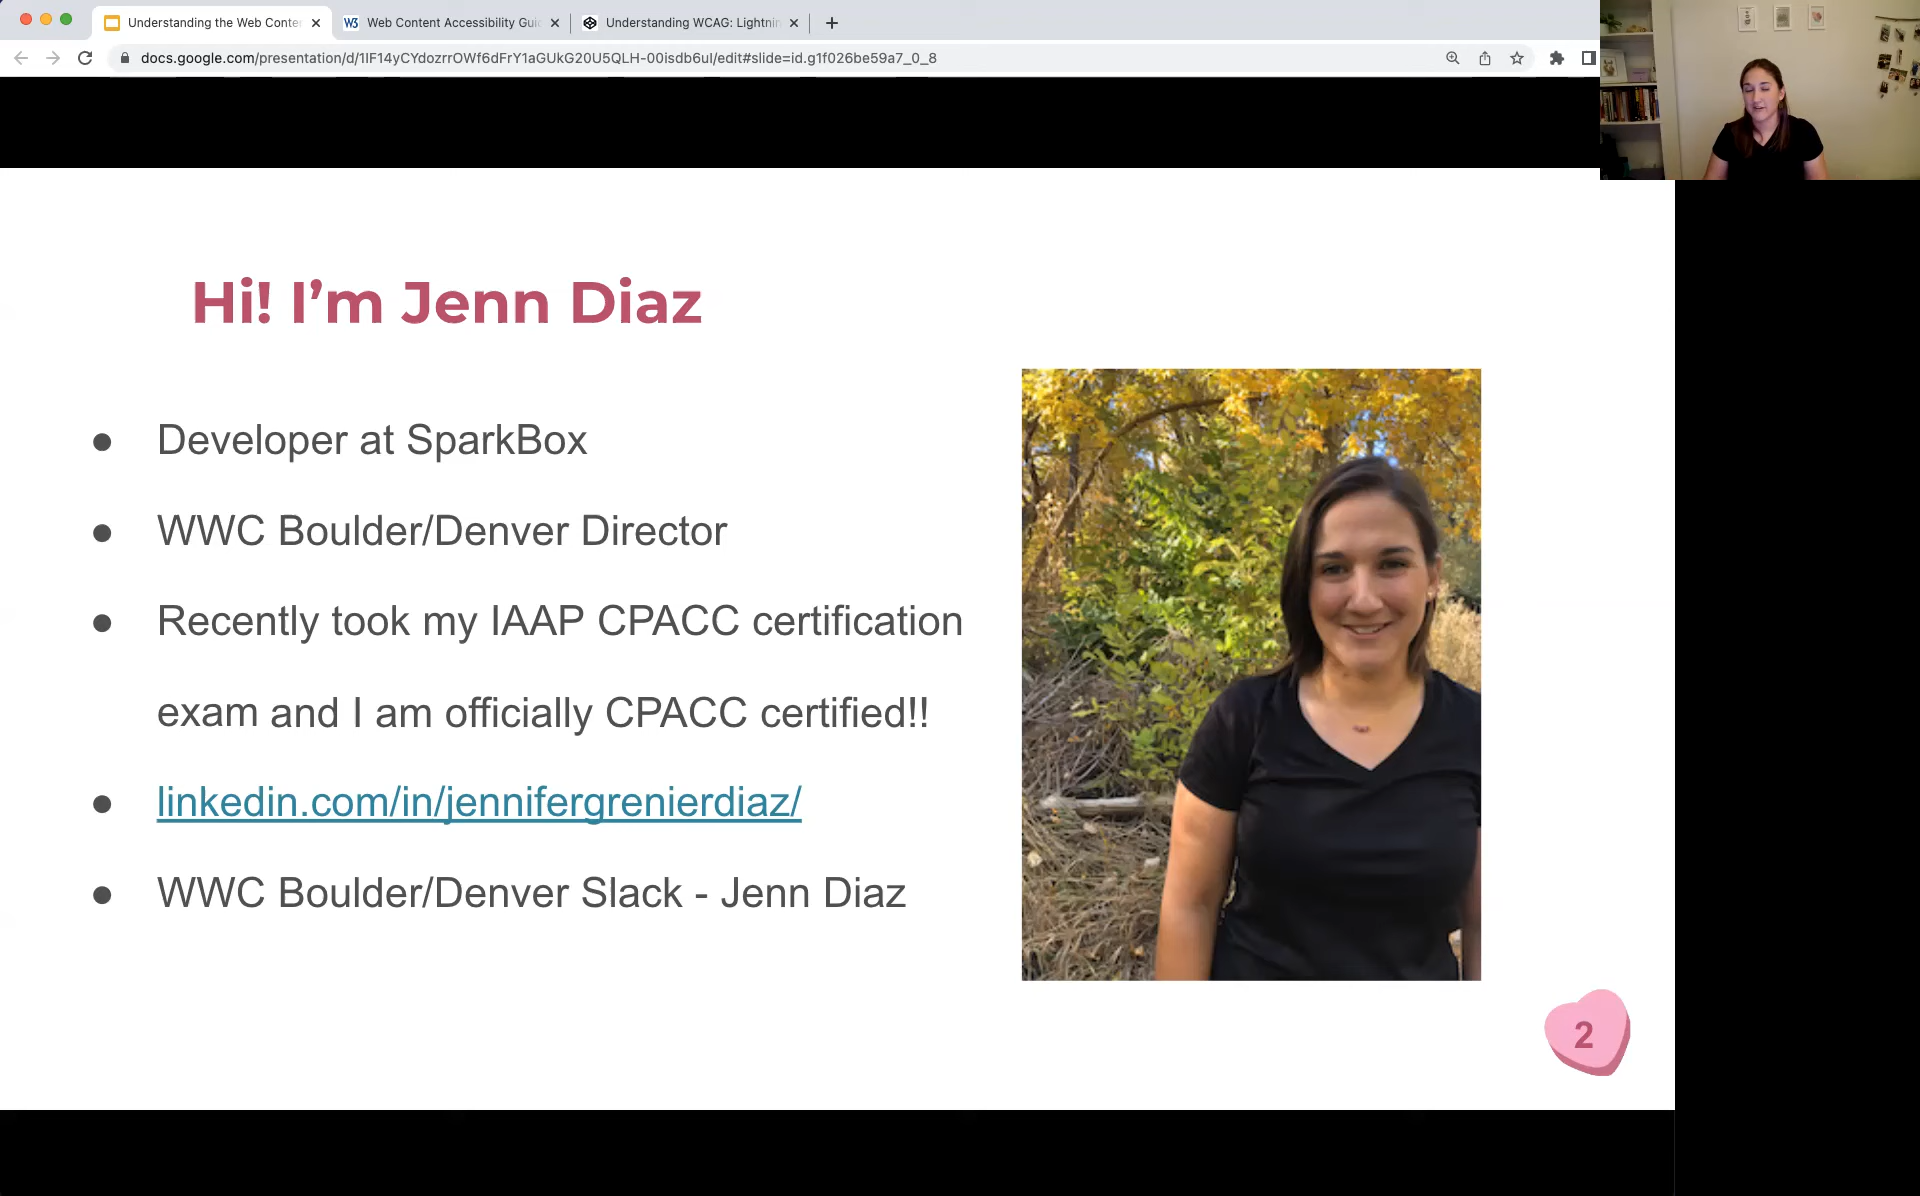 Understanding the Web Conte
Web Content Accessibility Gui
Understanding WCAG: Lightnin
docs.google.com/presentation/d/1IF14yCYdozrrOWf6dFrY1aGUkG20U5QLH-00isdb6uI/edit#slide=id.g1f026be59a7_0_8
Hi! I’m Jenn Diaz
● Developer at SparkBox
● WWC Boulder/Denver Director
● Recently took my IAAP CPACC certification
exam and I am officially CPACC certified!!
● linkedin.com/in/jennifergrenierdiaz/
● WWC Boulder/Denver Slack - Jenn Diaz
2